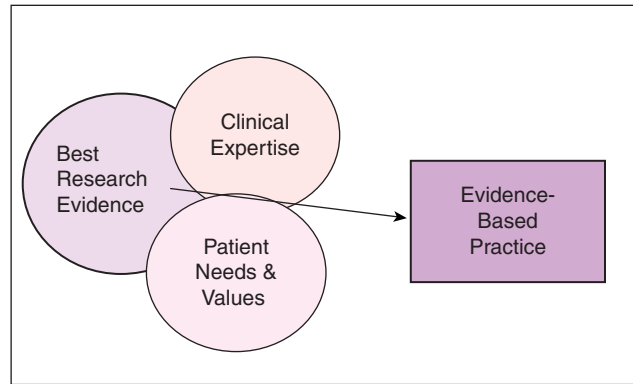 Best
Research
Evidence
Clinical
Expertise
Patient
Needs &
Values
Evidence-
Based
Practice